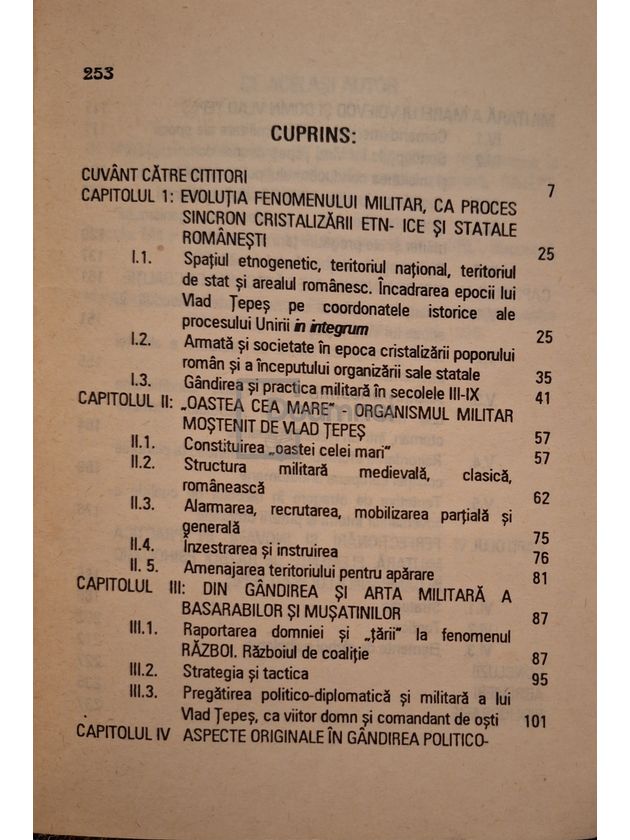 253
CUPRINS:
CUVÂNT CĂTRE CITITORI 7
CAPITOLUL 1: EVOLUȚIA FENOMENULUI MILITAR, CA PROCES
SINCRON CRISTALIZĂRII ETN- ICE ȘI STATALE
ROMÂNEȘTI 25
I.1. Spațiul etnogenetic, teritoriul național, teritoriul
de stat și arealul românesc. Încadrarea epocii lui
Vlad Țepeș pe coordonatele istorice ale
procesului Unirii in integrum 25
I.2. Armată și societate în epoca cristalizării poporului
român și a începutului organizării sale statale 35
I.3. Gândirea și practica militară în secolele III-IX 41
CAPITOLUL II: „OASTEA CEA MARE" - ORGANISMUL MILITAR
MOȘTENIT DE VLAD ȚEPEȘ 57
II.1. Constituirea „oastei celei mari" 57
II.2. Structura militară medievală, clasică,
românească 62
II.3. Alarmarea, recrutarea, mobilizarea parțială și
generală 75
II.4. Înzestrarea și instruirea 76
II. 5. Amenajarea teritoriului pentru apărare 81
CAPITOLUL III: DIN GÂNDIREA ȘI ARTA MILITARĂ A
BASARABILOR ȘI MUȘATINILOR 87
III.1. Raportarea domniei și „țării" la fenomenul
RĂZBOI. Războiul de coaliție 87
III.2. Strategia și tactica 95
III.3. Pregătirea politico-diplomatică și militară a lui
Vlad Țepeș, ca viitor domn și comandant de oști 101
CAPITOLUL IV ASPECTE ORIGINALE ÎN GÂNDIREA POLITICO-